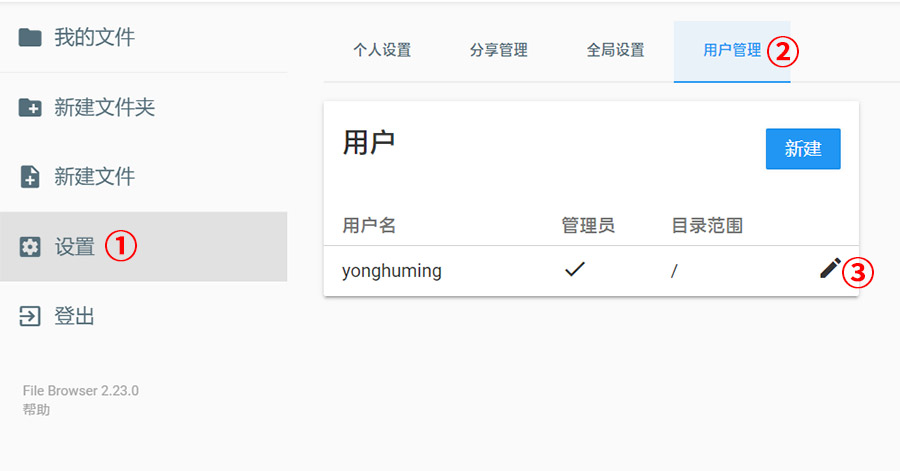 我的文件
新建文件夹
新建文件
设置 ①
登出
File Browser 2.23.0
帮助
个人设置 分享管理 全局设置 用户管理 ②
用户 新建
用户名 管理员 目录范围
yonghuming / ③